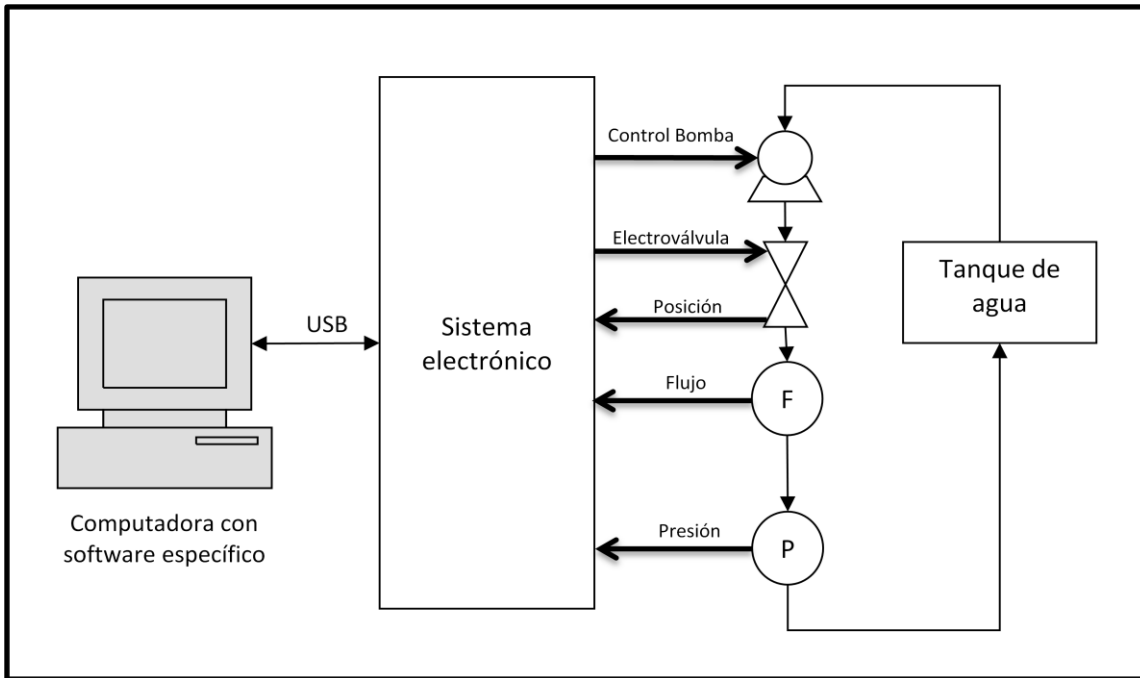 Control Bomba
Electroválvula
Tanque de
agua
Posición
USB
Sistema
electrónico
Flujo
F
Computadora con
software específico
Presión
P